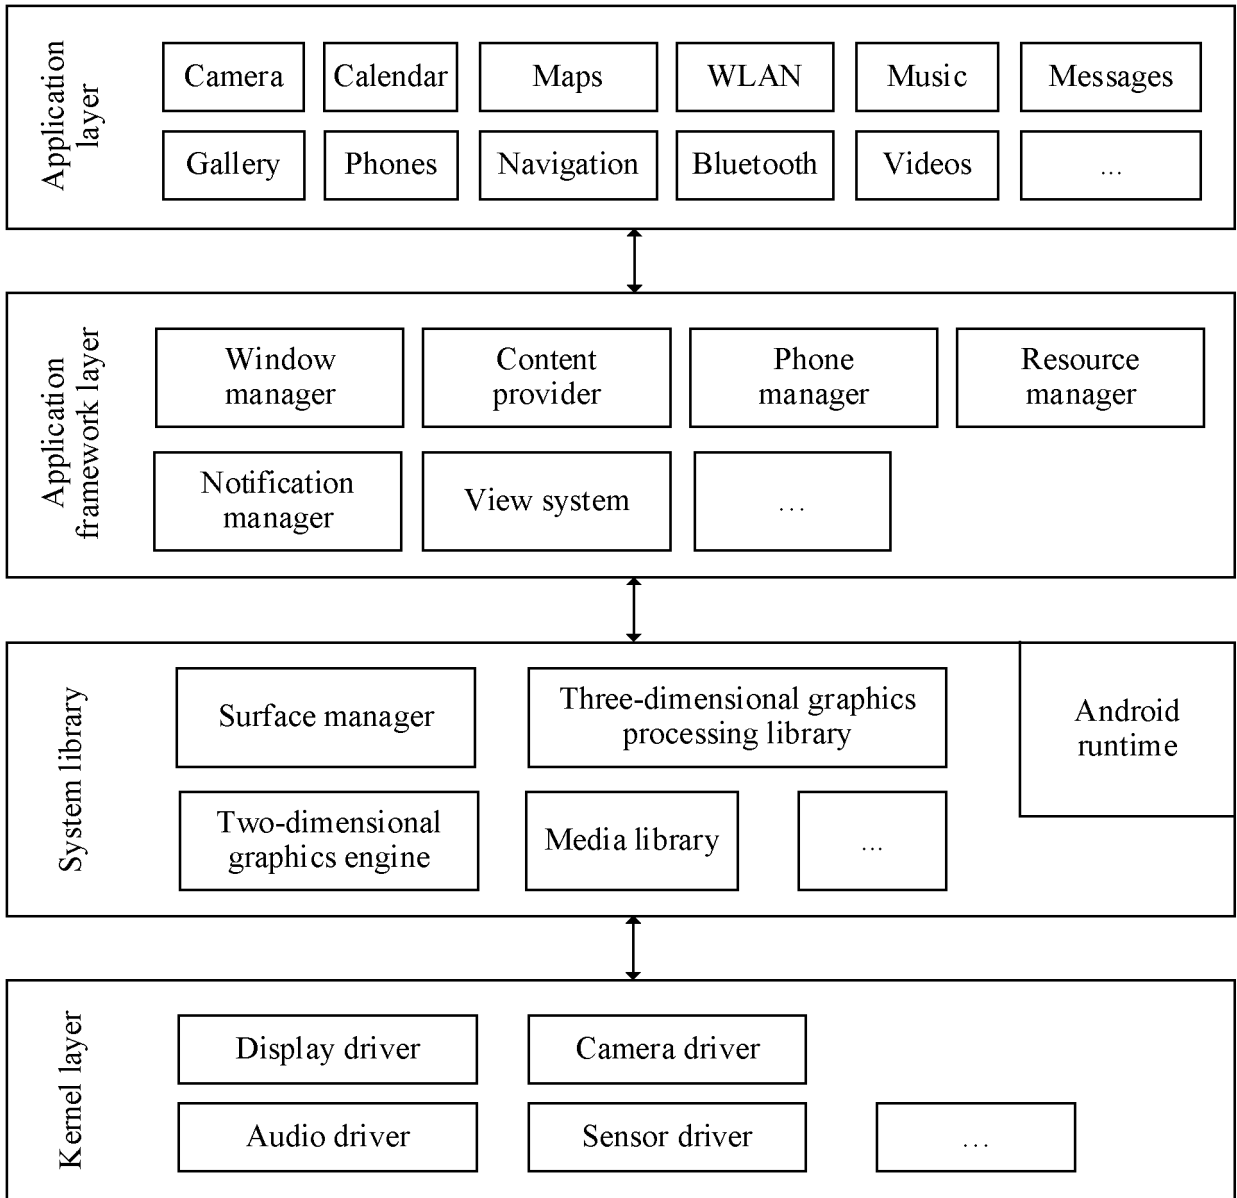 Application
layer
Camera
Calendar
Maps
WLAN
Music
Messages
Gallery
Phones
Navigation
Bluetooth
Videos
...
Application
framework layer
Window
manager
Content
provider
Phone
manager
Resource
manager
Notification
manager
View system
...
System library
Surface manager
Three-dimensional graphics
processing library
Android
runtime
Two-dimensional
graphics engine
Media library
...
Kernel layer
Display driver
Camera driver
Audio driver
Sensor driver
...